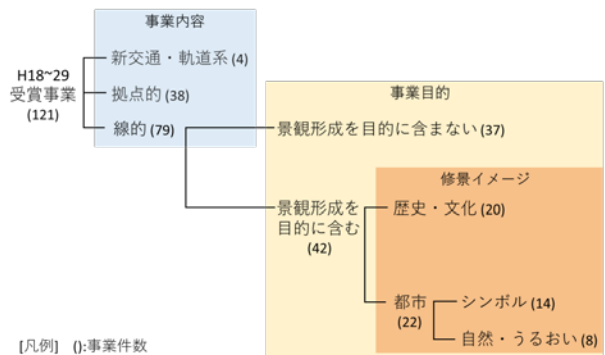 事業内容
新交通・軌道系 (4)
H18~29
受賞事業
(121)
拠点的 (38)
線的 (79)
事業目的
景観形成を目的に含まない (37)
景観形成を
目的に含む
(42)
修景イメージ
歴史・文化 (20)
都市
(22)
シンボル (14)
自然・うるおい (8)
[凡例] ():事業件数